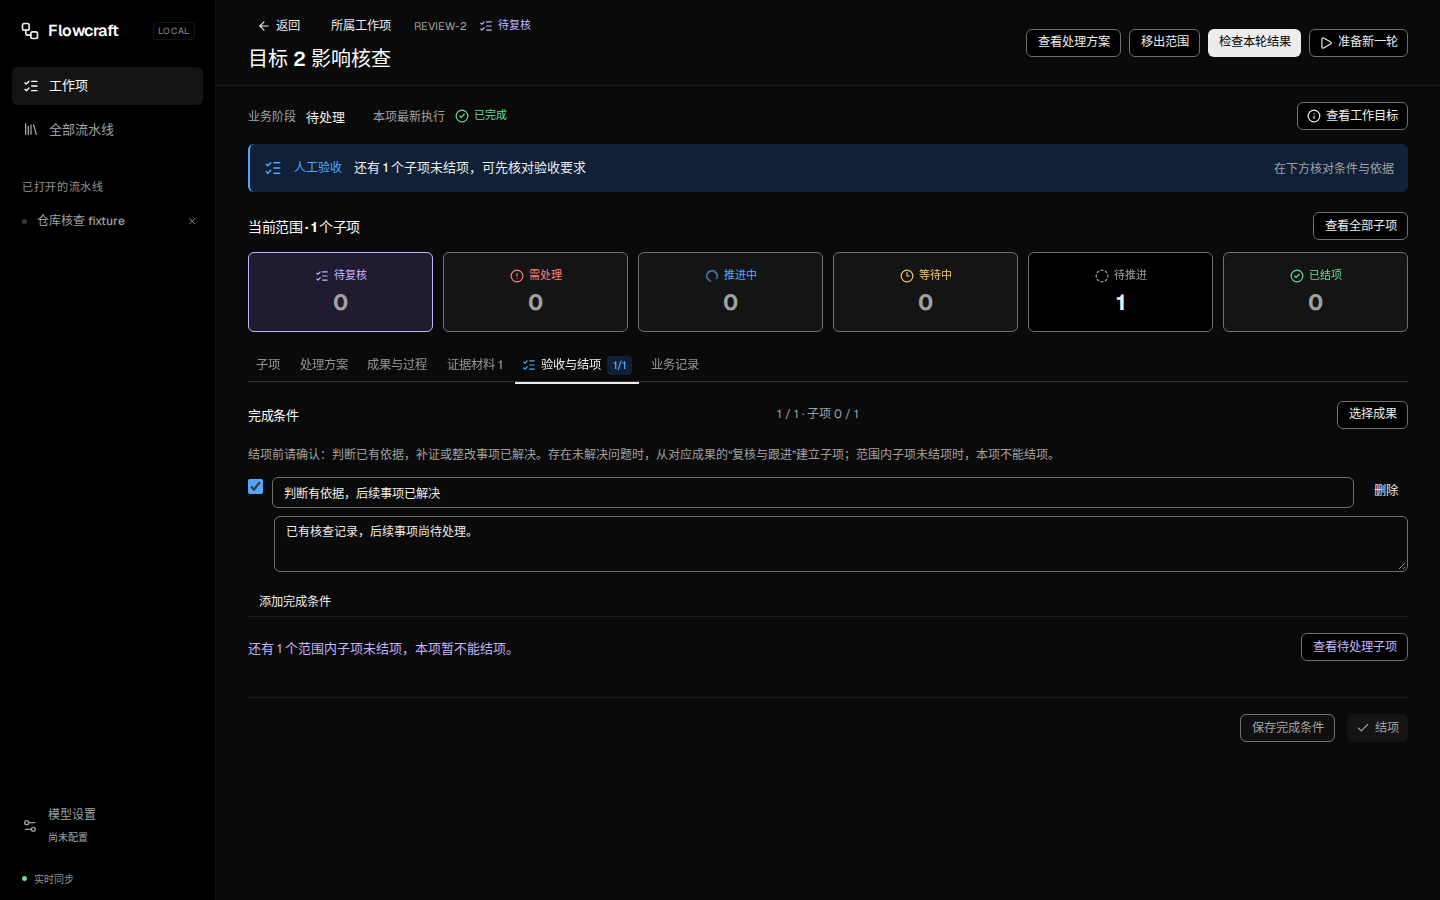 Flowcraft LOCAL
工作项
全部流水线
已打开的流水线
仓库核查 fixture
模型设置
尚未配置
实时同步
返回 所属工作项 REVIEW-2 待复核
目标 2 影响核查
查看处理方案 移出范围 检查本轮结果 准备新一轮
业务阶段 待处理 本项最新执行 已完成 查看工作目标
人工验收 还有 1 个子项未结项，可先核对验收要求 在下方核对条件与依据
当前范围 · 1 个子项 查看全部子项
待复核 需处理 推进中 等待中 待推进 已结项
0 0 0 0 1 0
子项 处理方案 成果与过程 证据材料 1 验收与结项 1/1 业务记录
完成条件 1 / 1 · 子项 0 / 1 选择成果
结项前请确认：判断已有依据，补证或整改事项已解决。存在未解决问题时，从对应成果的“复核与跟进”建立子项；范围内子项未结项时，本项不能结项。
判断有依据，后续事项已解决 删除
已有核查记录，后续事项尚待处理。
添加完成条件
还有 1 个范围内子项未结项，本项暂不能结项。 查看待处理子项
保存完成条件 结项